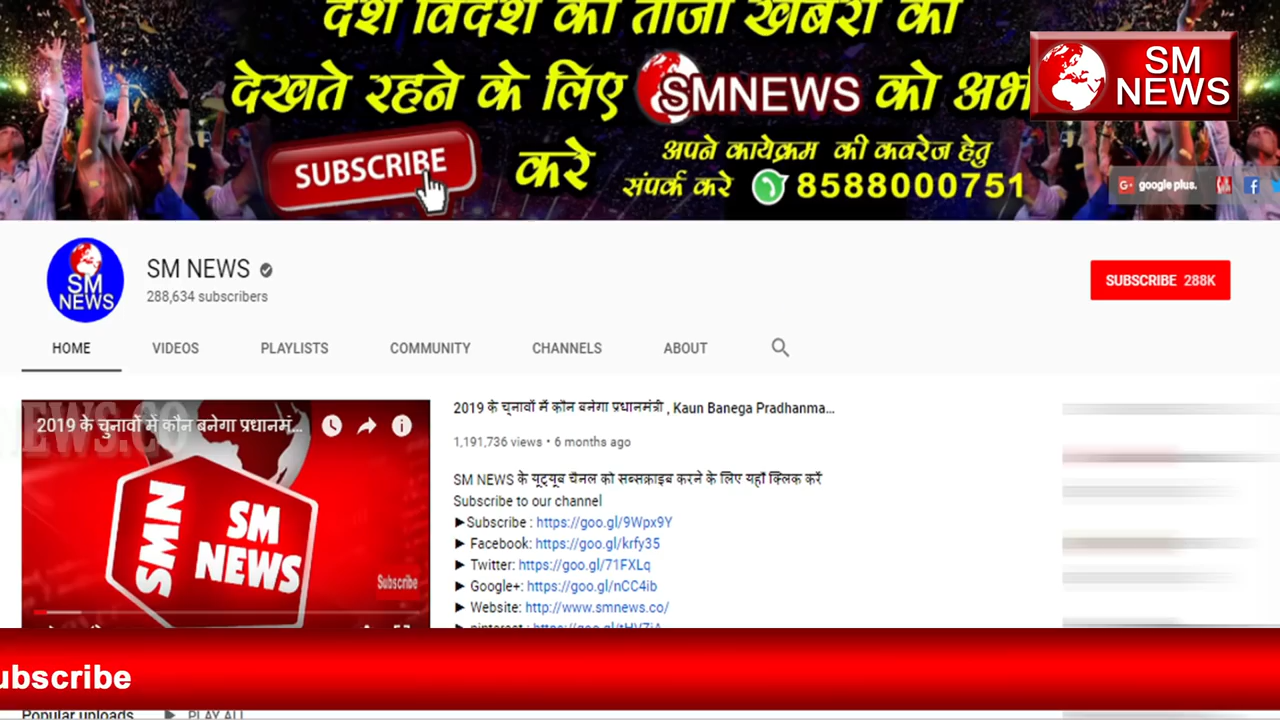 देश विदेश की ताजा खबरों को
देखते रहने के लिए SMNEWS को
SUBSCRIBE करे
अपने कार्यक्रम की कवरेज हेतु
संपर्क करे 8588000751
SM NEWS
google plus.
SM NEWS
SM NEWS
288,634 subscribers
SUBSCRIBE 288K
HOME VIDEOS PLAYLISTS COMMUNITY CHANNELS ABOUT
2019 के चुनावों में कौन बनेगा प्रधानमं...
SMN
SM NEWS
Subscribe
2019 के चुनावों में कौन बनेगा प्रधानमंत्री , Kaun Banega Pradhanma...
1,191,736 views • 6 months ago
SM NEWS के यूट्यूब चैनल को सब्सक्राइब करने के लिए यहाँ क्लिक करें
Subscribe to our channel
►Subscribe : https://goo.gl/9Wpx9Y
► Facebook: https://goo.gl/krfy35
► Twitter: https://goo.gl/71FXLq
► Google+: https://goo.gl/nCC4ib
► Website: http://www.smnews.co/
ubscribe
Popular uploads PLAY ALL